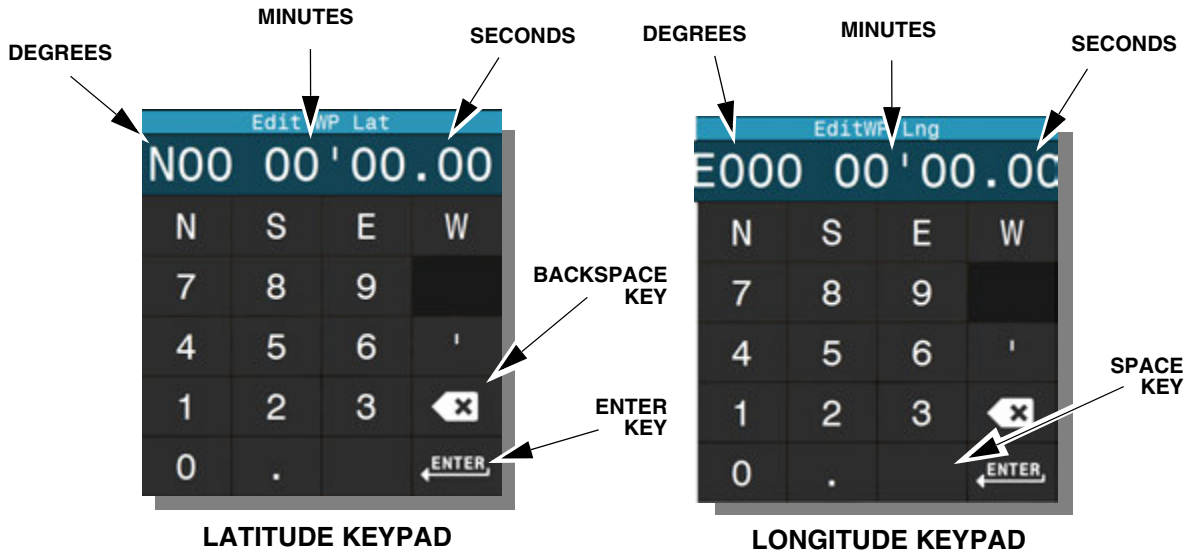 MINUTES
DEGREES
SECONDS
Edit WP Lat
N00 00'00.00
N S E W
7 8 9
4 5 6 '
1 2 3
0 . ENTER
BACKSPACE
KEY
ENTER
KEY
LATITUDE KEYPAD
DEGREES
MINUTES
SECONDS
EditWP Lng
E000 00'00.00
N S E W
7 8 9
4 5 6 '
1 2 3
0 . ENTER
SPACE
KEY
LONGITUDE KEYPAD